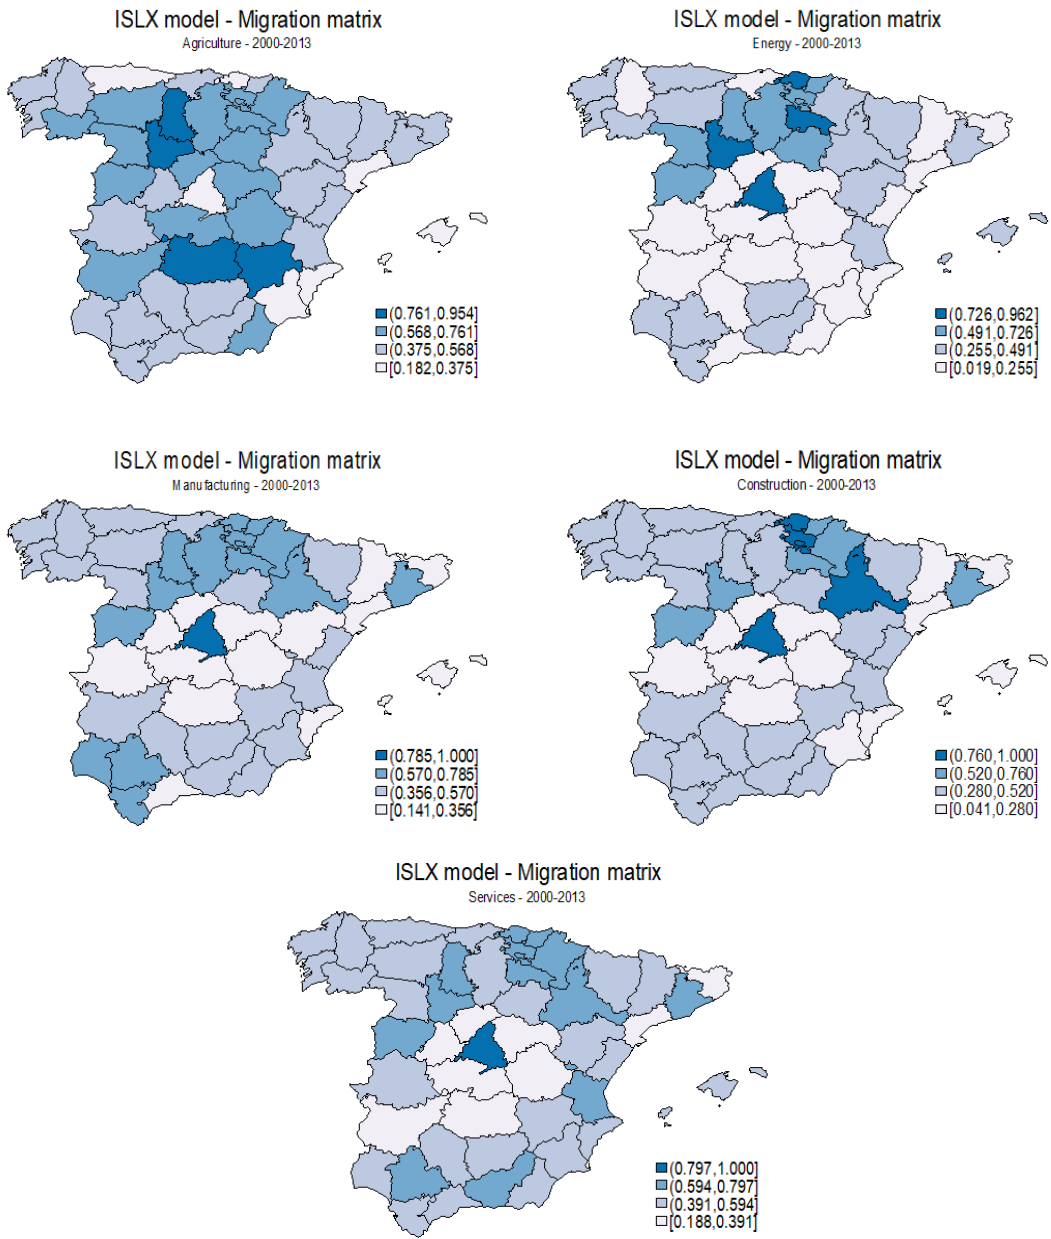 ISLX model - Migration matrix
Agriculture - 2000-2013
(0.761,0.954]
(0.568,0.761]
(0.375,0.568]
[0.182,0.375]
ISLX model - Migration matrix
Energy - 2000-2013
(0.726,0.962]
(0.491,0.726]
(0.255,0.491]
[0.019,0.255]
ISLX model - Migration matrix
Manufacturing - 2000-2013
(0.785,1.000]
(0.570,0.785]
(0.356,0.570]
[0.141,0.356]
ISLX model - Migration matrix
Construction - 2000-2013
(0.760,1.000]
(0.520,0.760]
(0.280,0.520]
[0.041,0.280]
ISLX model - Migration matrix
Services - 2000-2013
(0.797,1.000]
(0.594,0.797]
(0.391,0.594]
[0.188,0.391]